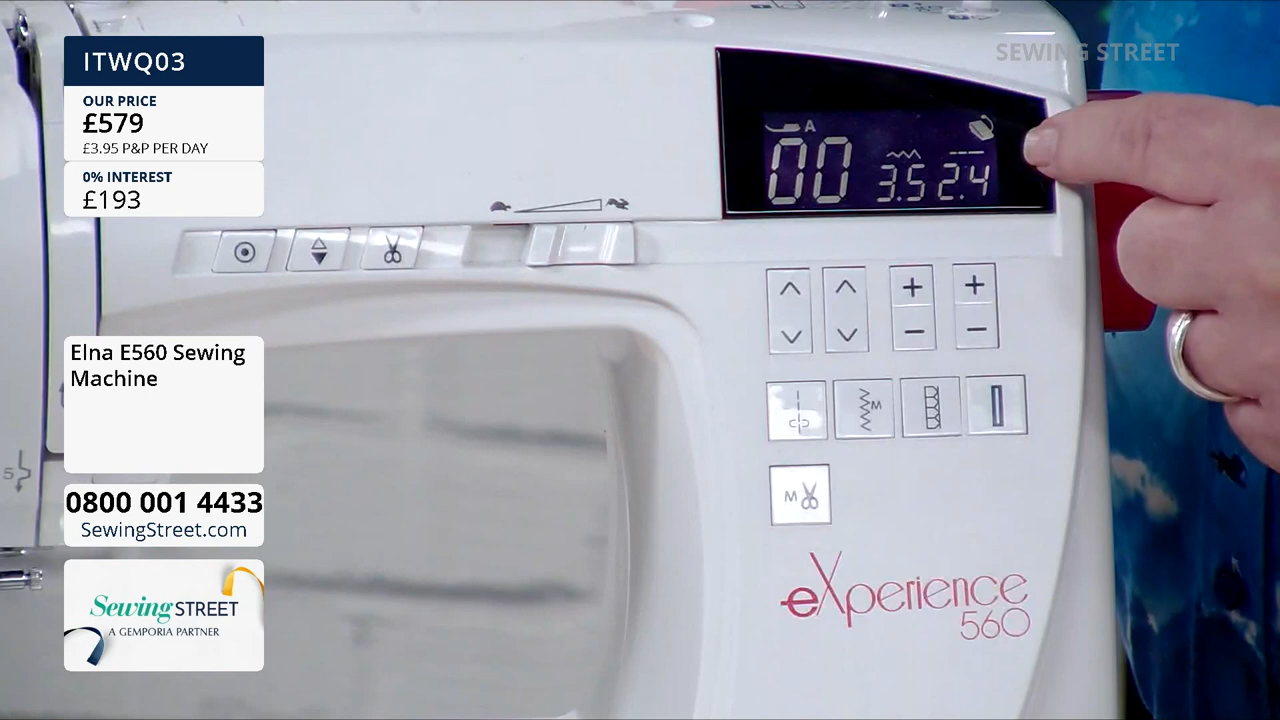 ITWQ03
OUR PRICE
£579
£3.95 P&P PER DAY
0% INTEREST
£193
Elna E560 Sewing
Machine
0800 001 4433
SewingStreet.com
Sewing STREET
A GEMPORIA PARTNER
SEWING STREET
A
00 3.5 2.4
M
M
eXperience
560
5